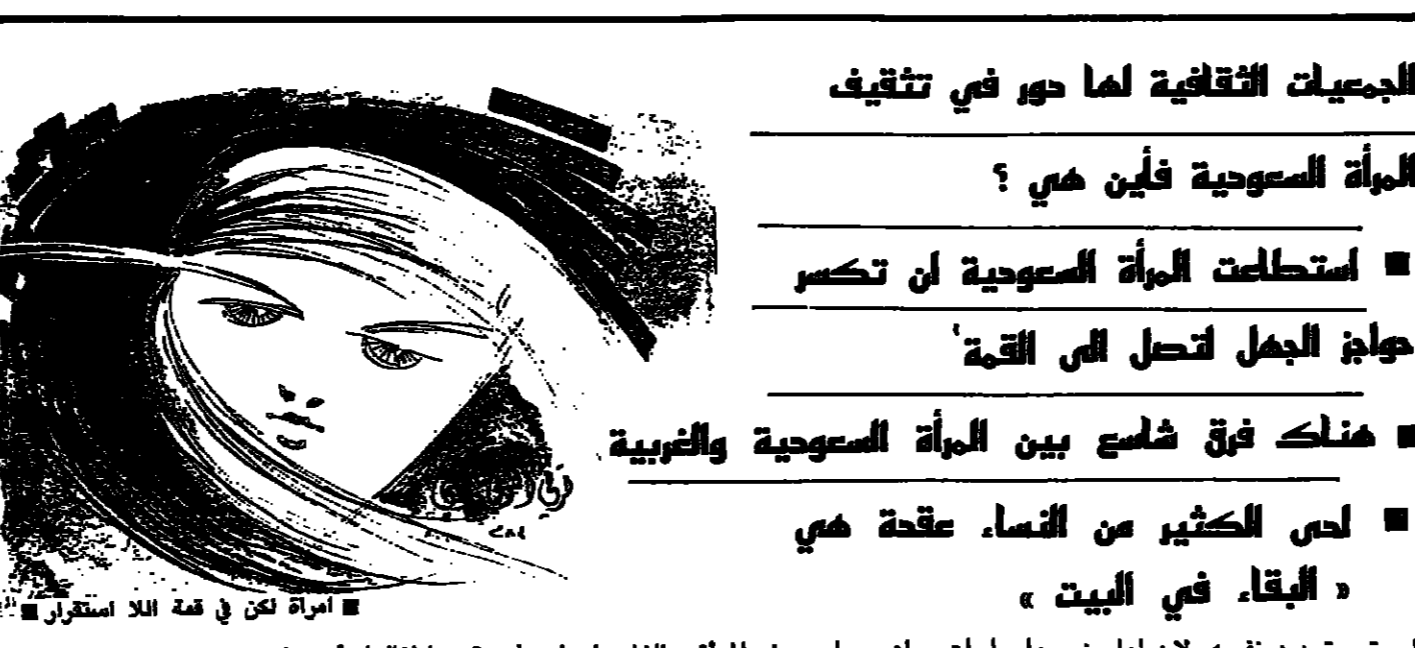 الجمعيات الثقافية لها دور في تثقيف
المرأة السعودية فأين هي ؟
■ استطاعت المرأة السعودية ان تكسر
حواجز الجهل لتصل الى القمة
■ هناك فرق شاسع بين المرأة السعودية والغربية
■ لدى الكثير من النساء عقدة هي
« البقاء في البيت »
■ امرأة لكن في قمة اللا استقرار ■